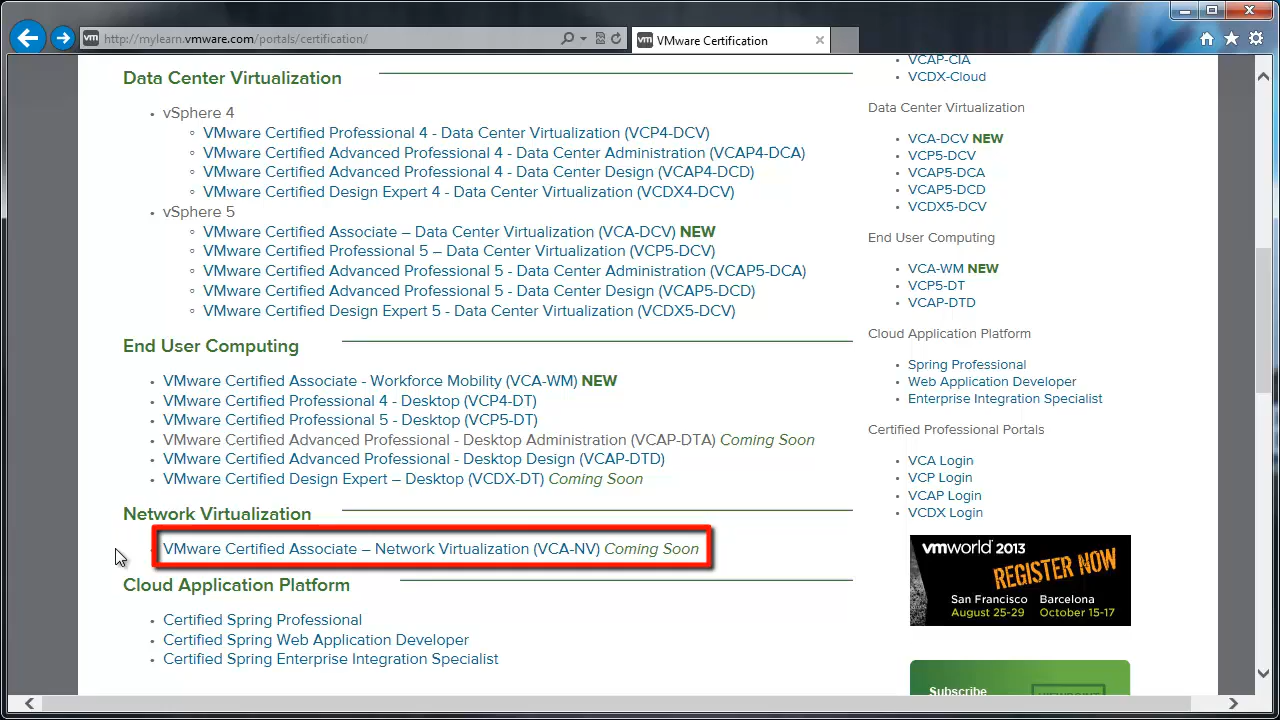 vm http://mylearn.vmware.com/portals/certification/
vm VMware Certification
Data Center Virtualization
vSphere 4
VMware Certified Professional 4 - Data Center Virtualization (VCP4-DCV)
VMware Certified Advanced Professional 4 - Data Center Administration (VCAP4-DCA)
VMware Certified Advanced Professional 4 - Data Center Design (VCAP4-DCD)
VMware Certified Design Expert 4 - Data Center Virtualization (VCDX4-DCV)
vSphere 5
VMware Certified Associate – Data Center Virtualization (VCA-DCV) NEW
VMware Certified Professional 5 – Data Center Virtualization (VCP5-DCV)
VMware Certified Advanced Professional 5 - Data Center Administration (VCAP5-DCA)
VMware Certified Advanced Professional 5 - Data Center Design (VCAP5-DCD)
VMware Certified Design Expert 5 - Data Center Virtualization (VCDX5-DCV)
End User Computing
VMware Certified Associate - Workforce Mobility (VCA-WM) NEW
VMware Certified Professional 4 - Desktop (VCP4-DT)
VMware Certified Professional 5 - Desktop (VCP5-DT)
VMware Certified Advanced Professional - Desktop Administration (VCAP-DTA) Coming Soon
VMware Certified Advanced Professional - Desktop Design (VCAP-DTD)
VMware Certified Design Expert – Desktop (VCDX-DT) Coming Soon
Network Virtualization
VMware Certified Associate – Network Virtualization (VCA-NV) Coming Soon
Cloud Application Platform
Certified Spring Professional
Certified Spring Web Application Developer
Certified Spring Enterprise Integration Specialist
VCAP-CIA
VCDX-Cloud
Data Center Virtualization
VCA-DCV NEW
VCP5-DCV
VCAP5-DCA
VCAP5-DCD
VCDX5-DCV
End User Computing
VCA-WM NEW
VCP5-DT
VCAP-DTD
Cloud Application Platform
Spring Professional
Web Application Developer
Enterprise Integration Specialist
Certified Professional Portals
VCA Login
VCP Login
VCAP Login
VCDX Login
vmworld 2013
REGISTER NOW
San Francisco Barcelona
August 25-29 October 15-17
Subscribe